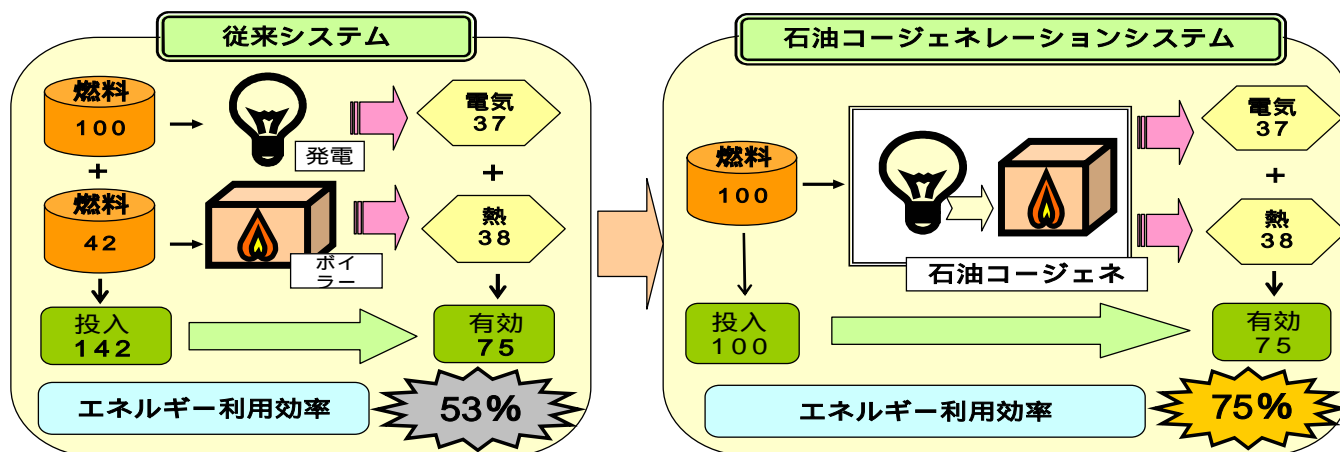 従来システム
燃料
100
発電
電気
37
+
+
燃料
42
ボイ
ラー
熱
38
投入
142
有効
75
エネルギー利用効率
53%
石油コージェネレーションシステム
燃料
100
石油コージェネ
電気
37
+
熱
38
投入
100
有効
75
エネルギー利用効率
75%